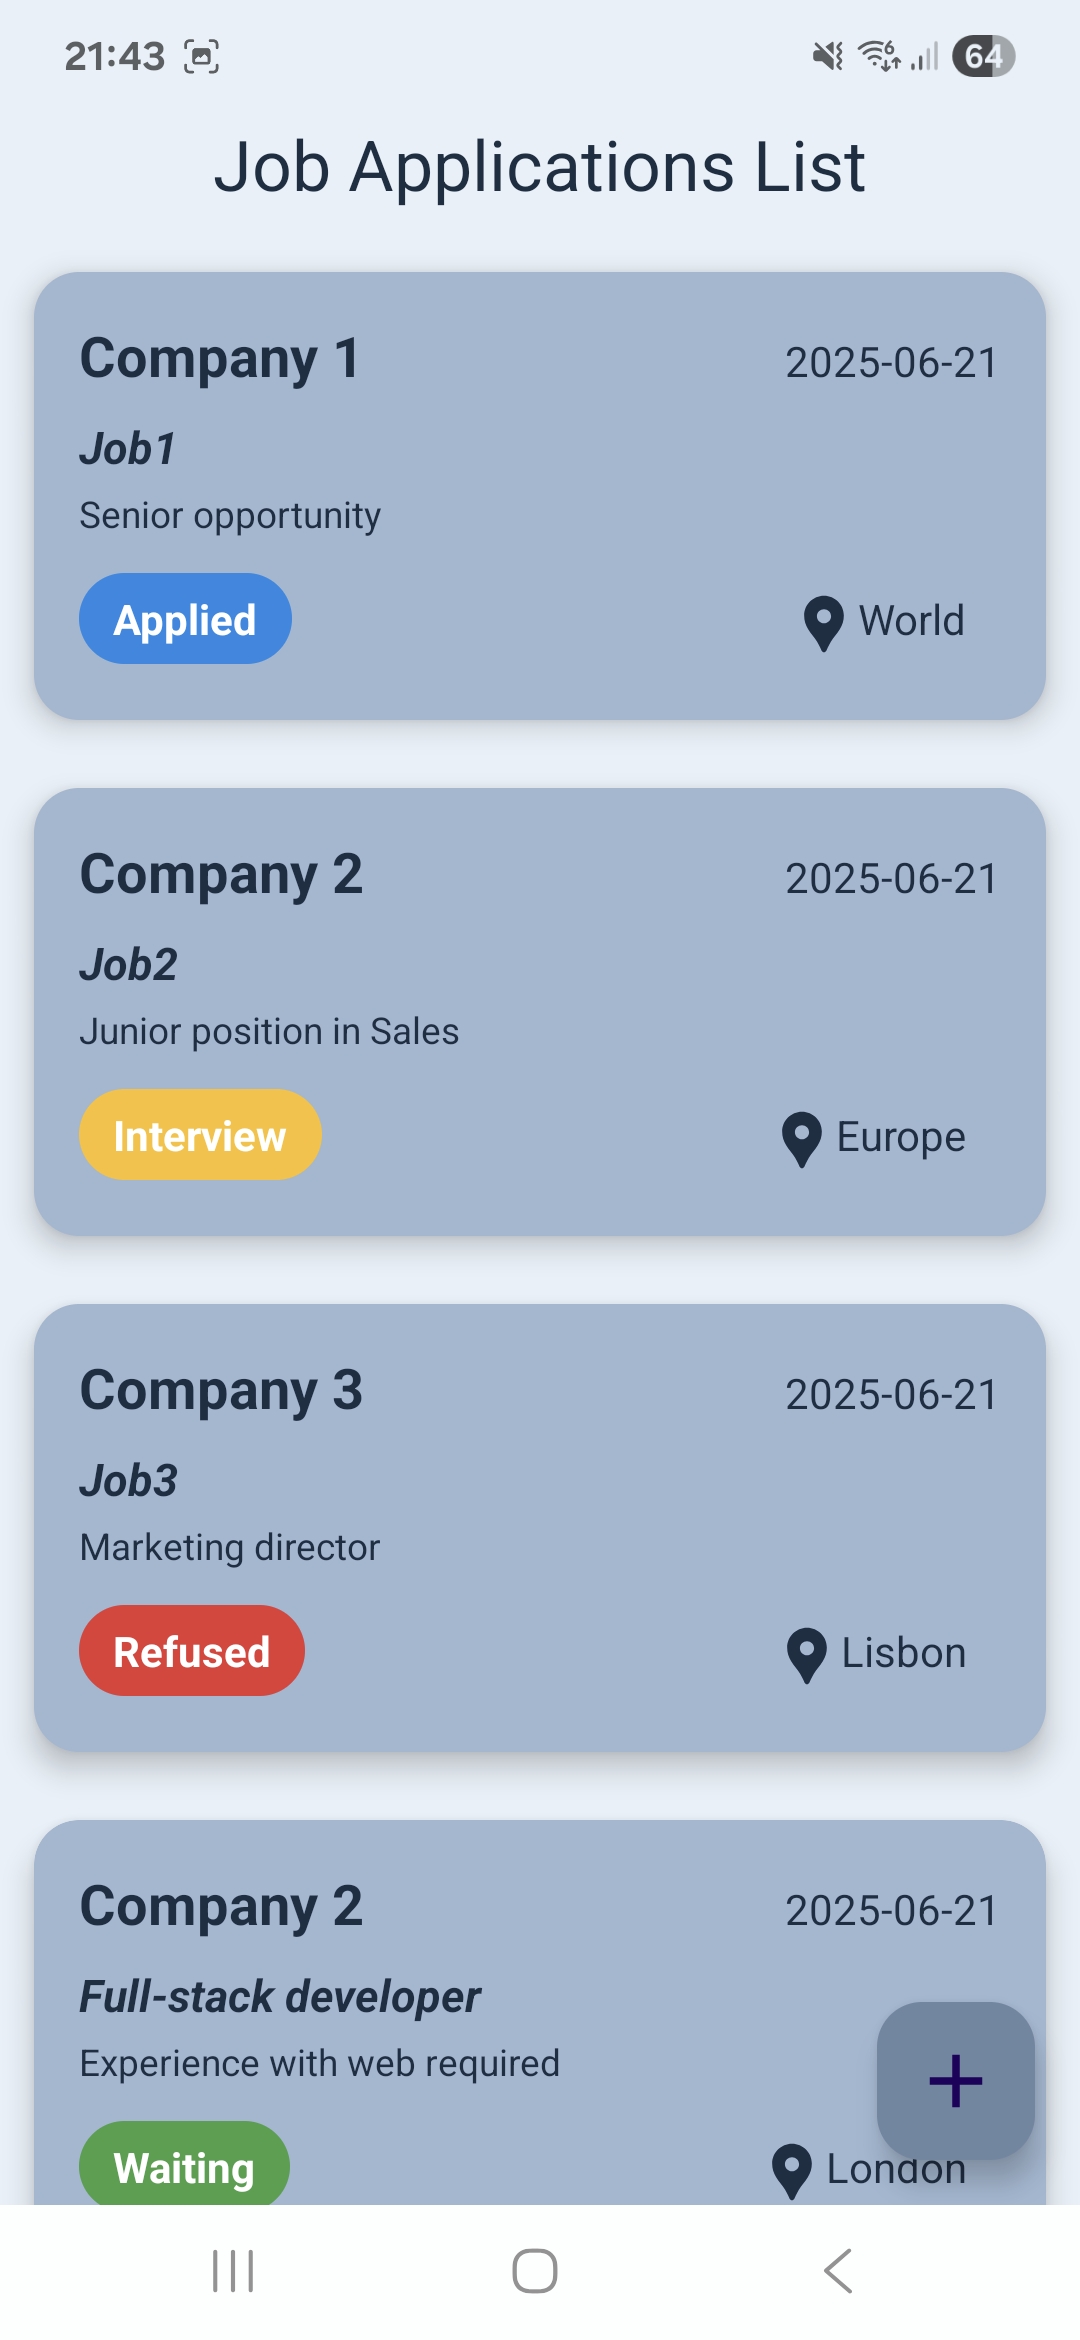 21:43
6
64
Job Applications List
Company 1 2025-06-21
Job1
Senior opportunity
Applied World
Company 2 2025-06-21
Job2
Junior position in Sales
Interview Europe
Company 3 2025-06-21
Job3
Marketing director
Refused Lisbon
Company 2 2025-06-21
Full-stack developer
Experience with web required
Waiting London